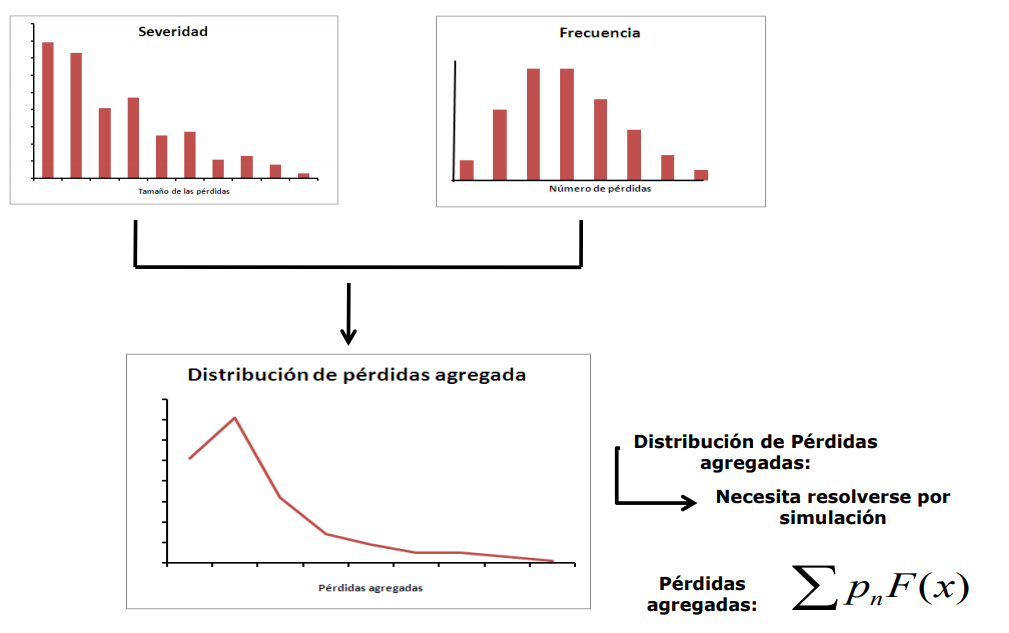 Severidad
Tamaño de las pérdidas
Frecuencia
Número de pérdidas
Distribución de pérdidas agregada
Pérdidas agregadas
Distribución de Pérdidas
agregadas:
Necesita resolverse por
simulación
Pérdidas
agregadas:
∑ pₙF(x)